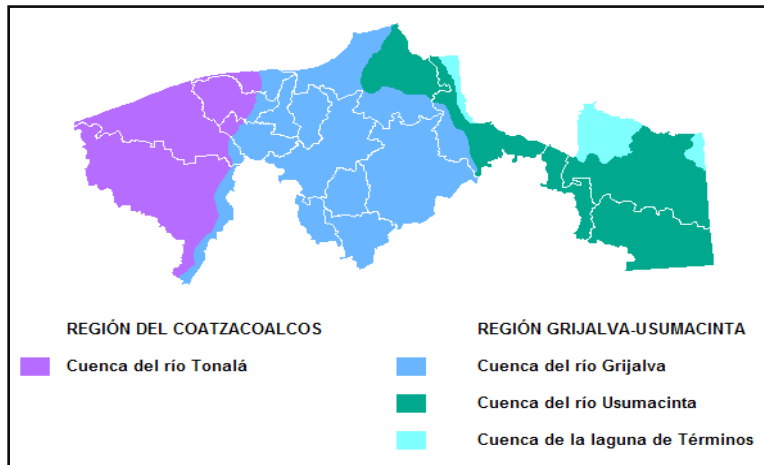 REGIÓN DEL COATZACOALCOS
Cuenca del río Tonalá
REGIÓN GRIJALVA-USUMACINTA
Cuenca del río Grijalva
Cuenca del río Usumacinta
Cuenca de la laguna de Términos